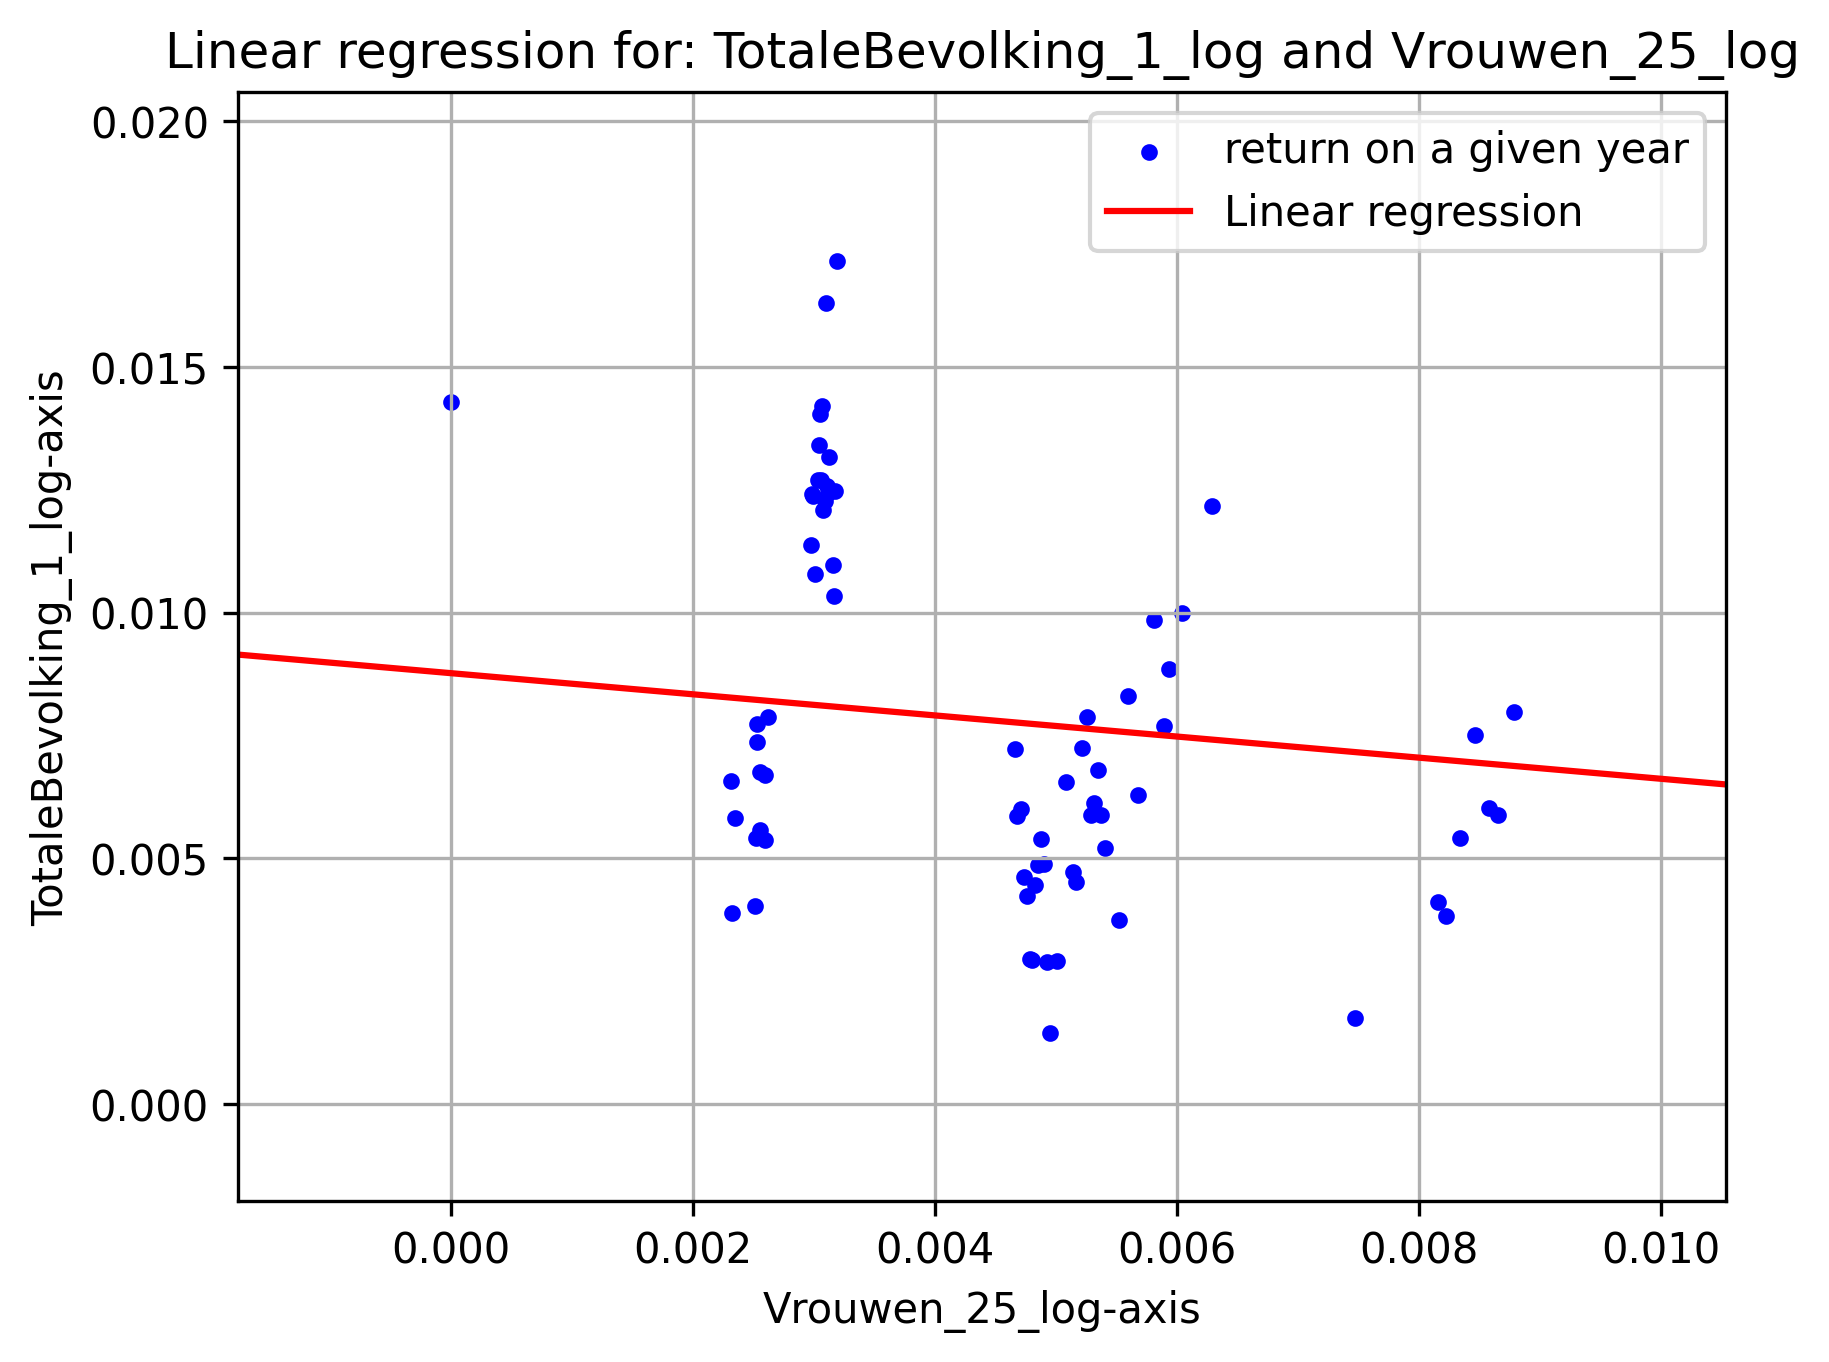 Linear regression for: TotaleBevolking_1_log and Vrouwen_25_log
return on a given year
Linear regression
TotaleBevolking_1_log-axis
0.020
0.015
0.010
0.005
0.000
0.000 0.002 0.004 0.006 0.008 0.010
Vrouwen_25_log-axis